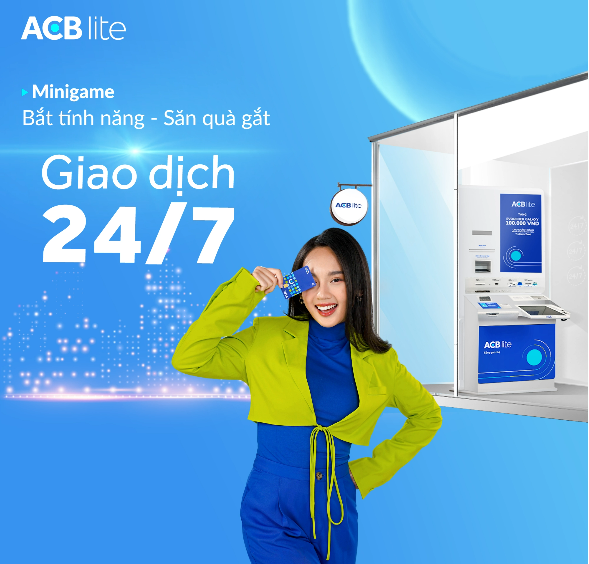 ACB lite
Minigame
Bắt tính năng - Săn quà gắt
Giao dịch
24/7
ACB lite
ACB lite
100.000 VND
ACB lite